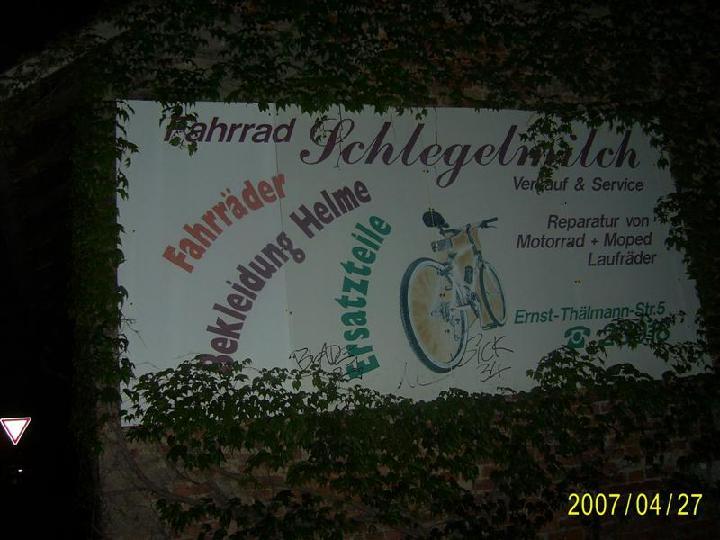 Fahrrad Schlegelmilch
Verkauf & Service
Fahrräder
Bekleidung Helme
Ersatzteile
Reparatur von
Motorrad + Moped
Laufräder
Ernst-Thälmann-Str.5
☎
SICK
2007/04/27